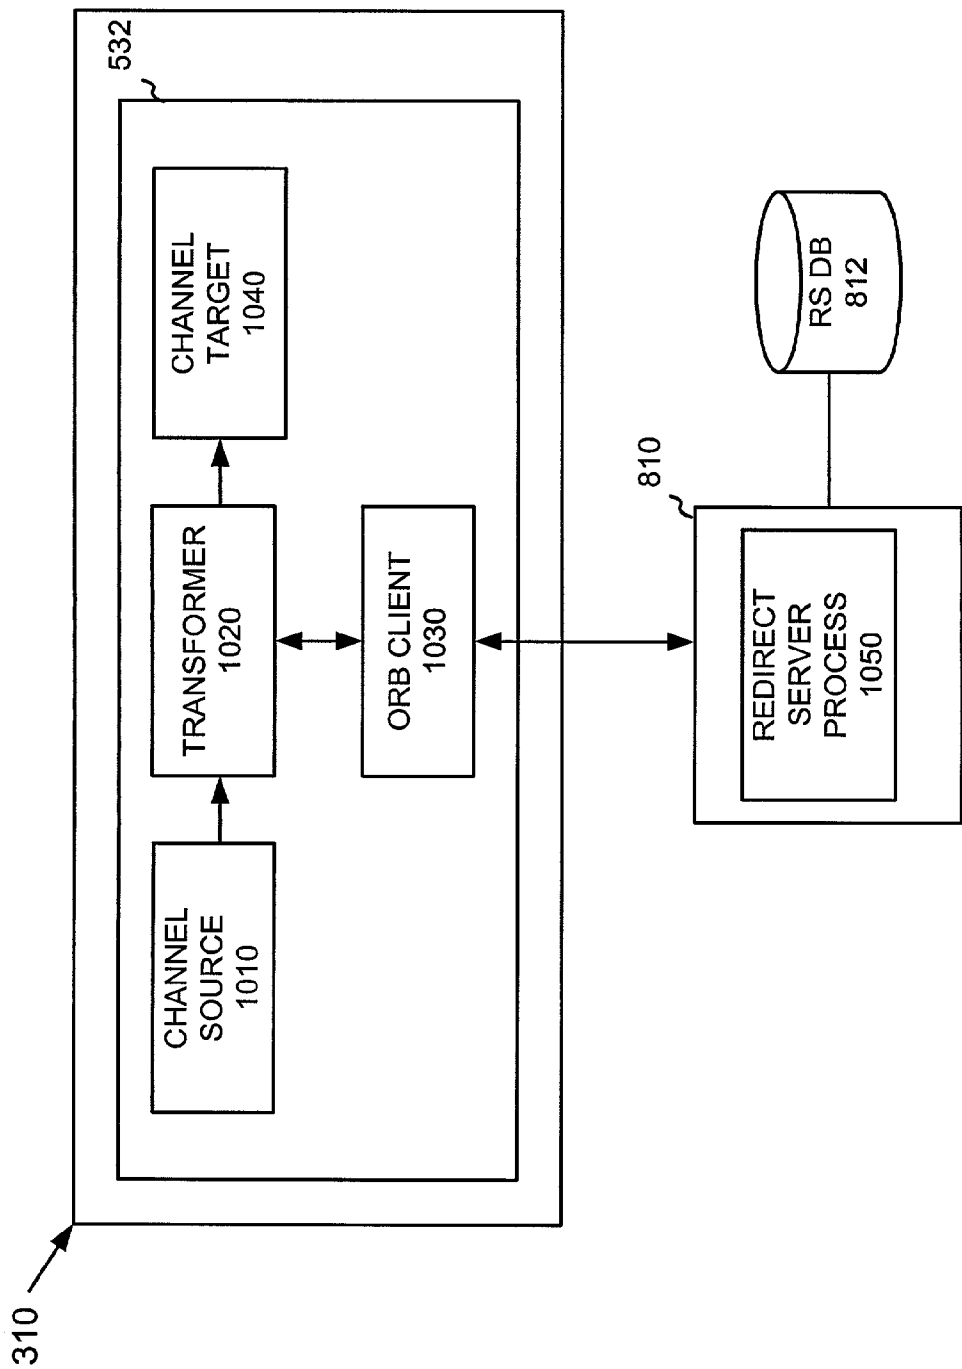 310
532
CHANNEL
SOURCE
1010
TRANSFORMER
1020
CHANNEL
TARGET
1040
ORB CLIENT
1030
810
REDIRECT
SERVER
PROCESS
1050
RS DB
812